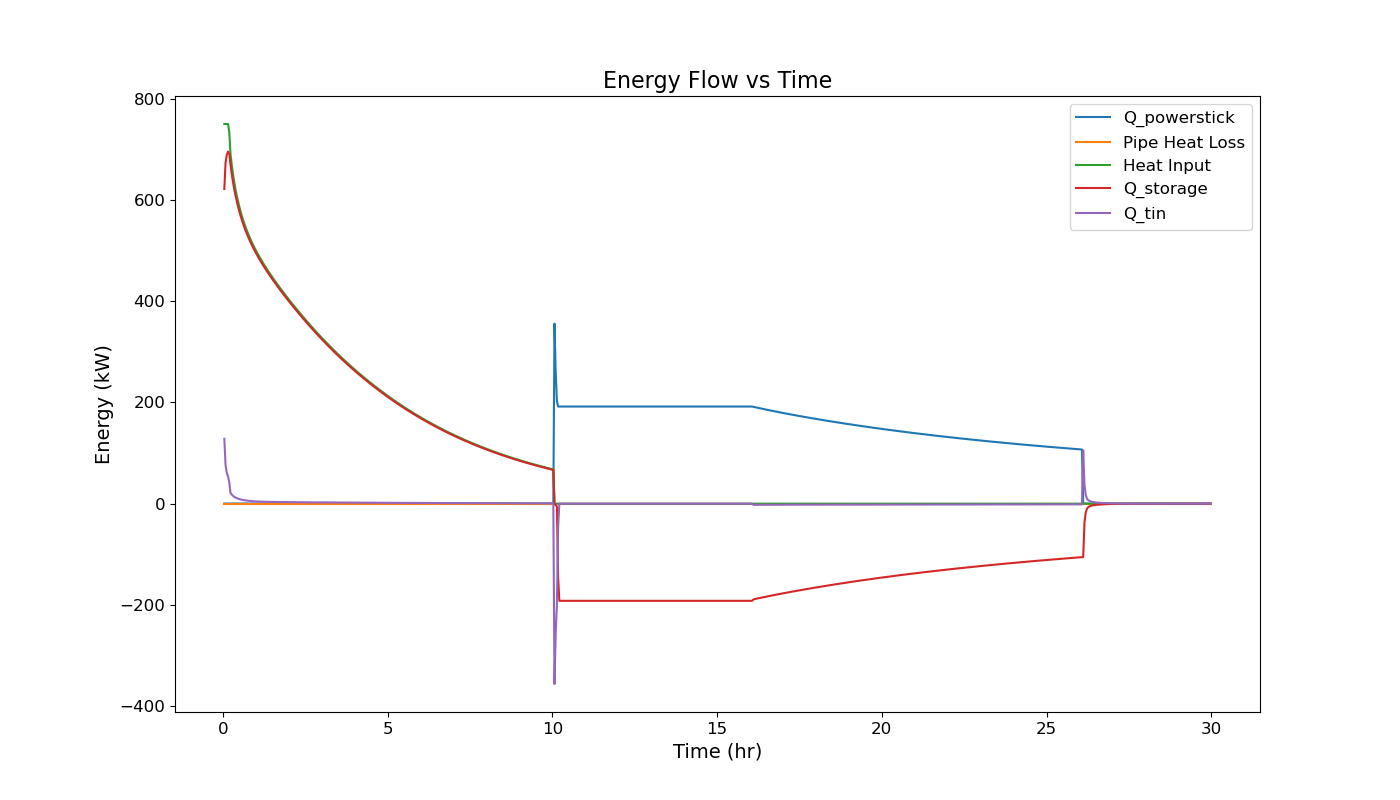 Energy Flow vs Time
Energy (kW)
800
600
400
200
0
−200
−400
0 5 10 15 20 25 30
Time (hr)
Q_powerstick
Pipe Heat Loss
Heat Input
Q_storage
Q_tin